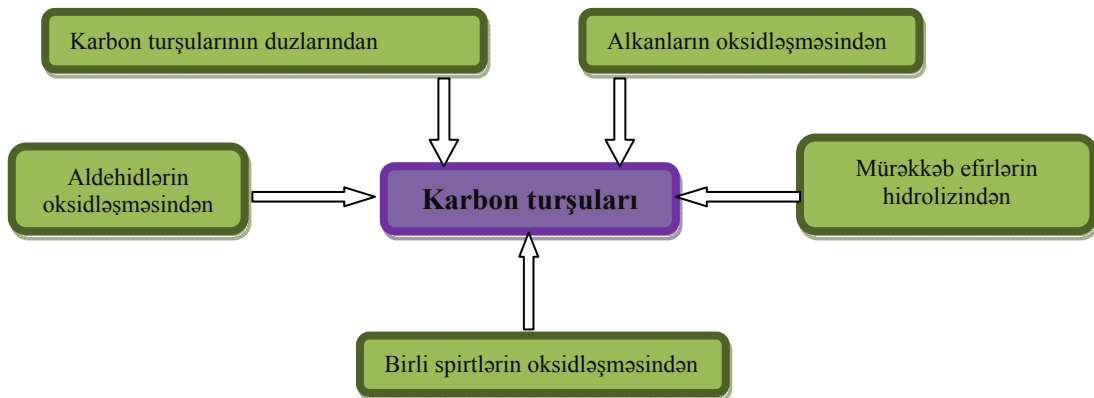 Karbon turşularının duzlarından
Alkanların oksidləşməsindən
Aldehidlərin
oksidləşməsindən
Karbon turşuları
Mürəkkəb efirlərin
hidrolizindən
Birli spirtlərin oksidləşməsindən